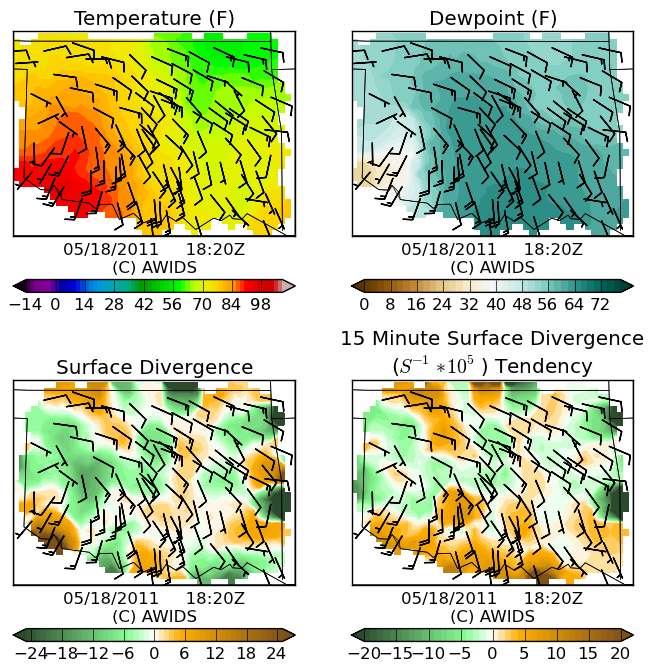 Temperature (F)
Dewpoint (F)
05/18/2011 18:20Z
(C) AWIDS
05/18/2011 18:20Z
(C) AWIDS
−14 0 14 28 42 56 70 84 98
0 8 16 24 32 40 48 56 64 72
Surface Divergence
15 Minute Surface Divergence
(S⁻¹ *10⁵ ) Tendency
05/18/2011 18:20Z
(C) AWIDS
05/18/2011 18:20Z
(C) AWIDS
−24 −18 −12 −6 0 6 12 18 24
−20 −15 −10 −5 0 5 10 15 20